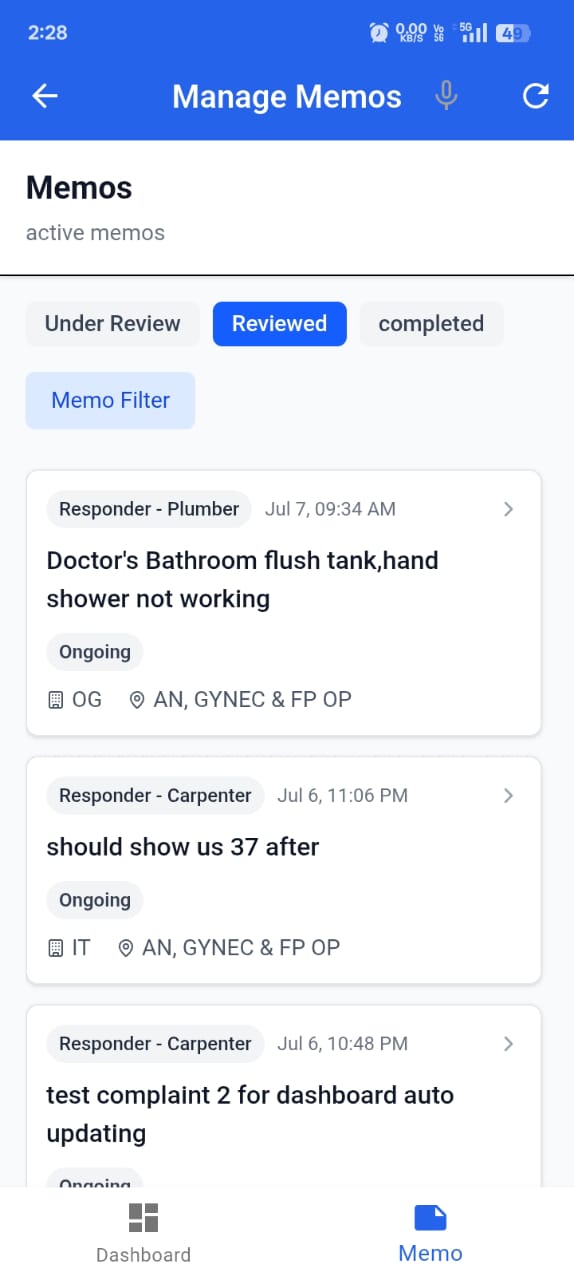 2:28
0.00 KB/S Vo 5G 5G 49
Manage Memos
Memos
active memos
Under Review Reviewed completed
Memo Filter
Responder - Plumber Jul 7, 09:34 AM
Doctor's Bathroom flush tank,hand
shower not working
Ongoing
OG AN, GYNEC & FP OP
Responder - Carpenter Jul 6, 11:06 PM
should show us 37 after
Ongoing
IT AN, GYNEC & FP OP
Responder - Carpenter Jul 6, 10:48 PM
test complaint 2 for dashboard auto
updating
Ongoing
Dashboard Memo